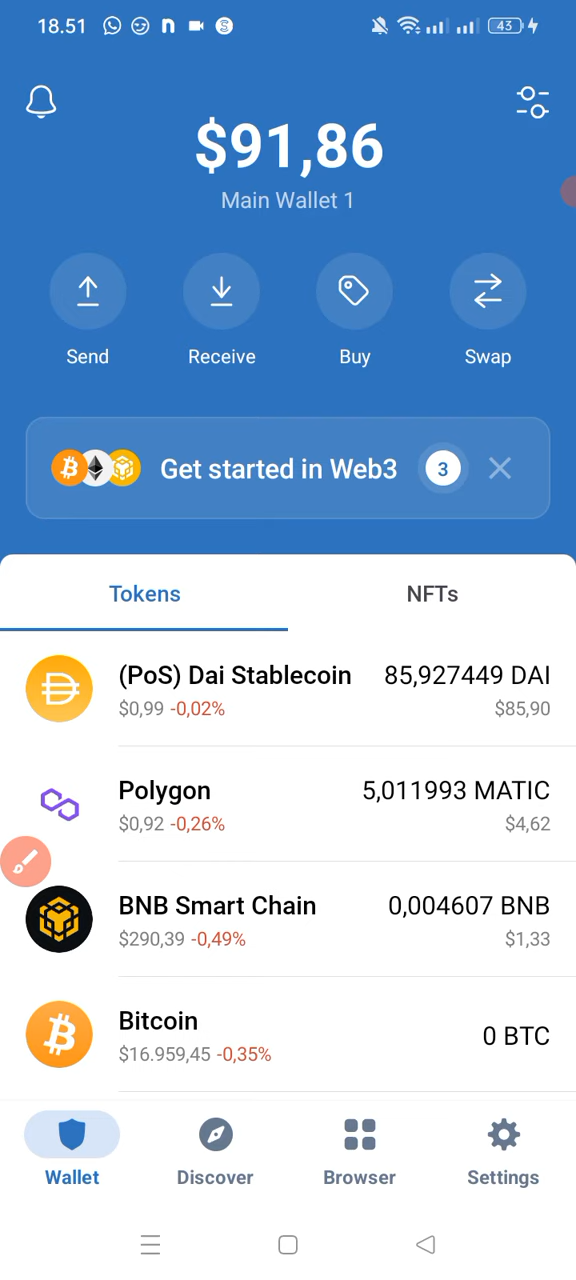 18.51 43
$91,86
Main Wallet 1
Send Receive Buy Swap
Get started in Web3 3
Tokens NFTs
(PoS) Dai Stablecoin 85,927449 DAI
$0,99 -0,02% $85,90
Polygon 5,011993 MATIC
$0,92 -0,26% $4,62
BNB Smart Chain 0,004607 BNB
$290,39 -0,49% $1,33
Bitcoin 0 BTC
$16.959,45 -0,35%
Wallet Discover Browser Settings